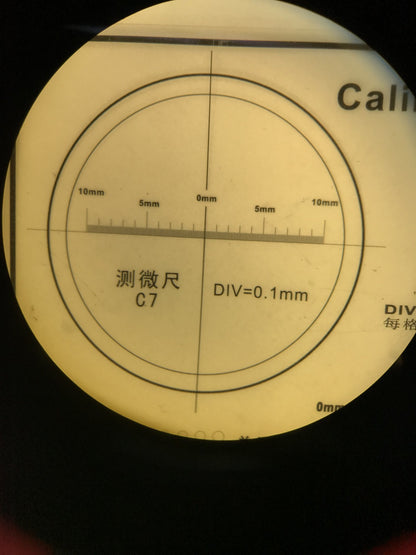 Cali
10mm 5mm 0mm 5mm 10mm
测微尺
C7
DIV=0.1mm
DIV
每格
0mm